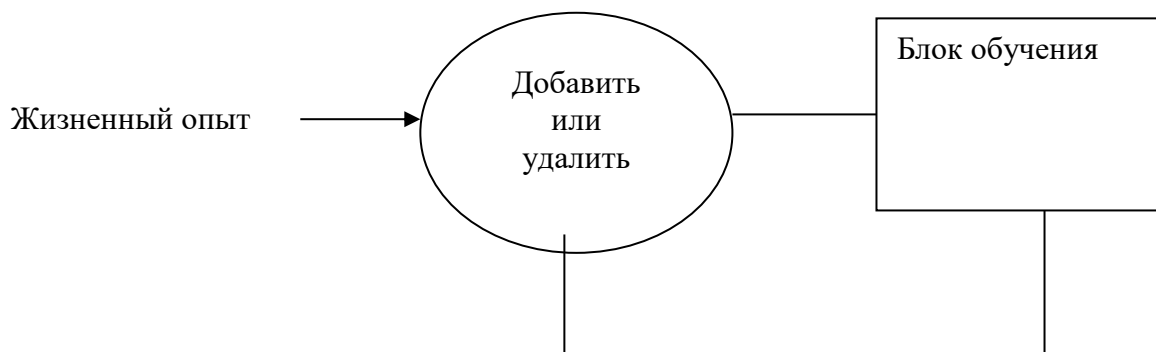 Жизненный опыт
Добавить
или
удалить
Блок обучения